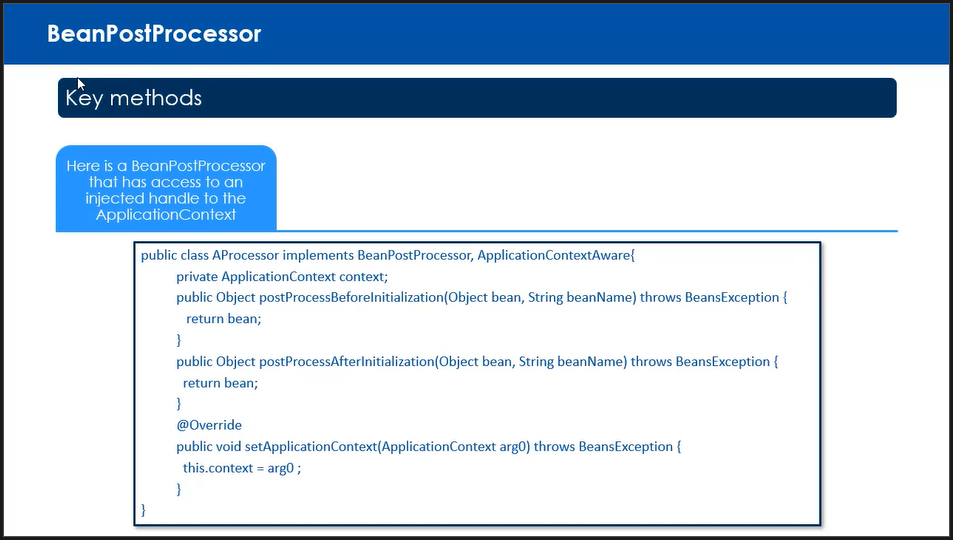 BeanPostProcessor
Key methods
Here is a BeanPostProcessor
that has access to an
injected handle to the
ApplicationContext
public class AProcessor implements BeanPostProcessor, ApplicationContextAware{
private ApplicationContext context;
public Object postProcessBeforeInitialization(Object bean, String beanName) throws BeansException {
return bean;
}
public Object postProcessAfterInitialization(Object bean, String beanName) throws BeansException {
return bean;
}
@Override
public void setApplicationContext(ApplicationContext arg0) throws BeansException {
this.context = arg0 ;
}
}